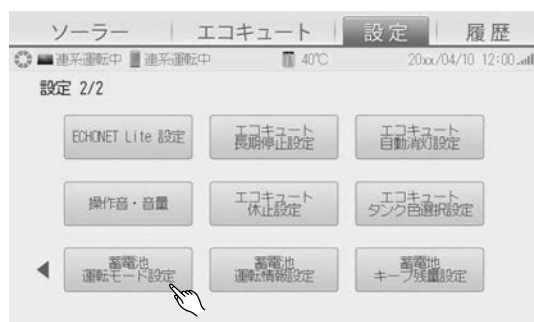 ソーラー エコキュート 設定 履歴
連系運転中 連系運転中 40℃ 20xx/04/10 12:00
設定 2/2
ECHONET Lite 設定
エコキュート
長期停止設定
エコキュート
自動消灯設定
操作音・音量
エコキュート
休止設定
エコキュート
タンク色選択設定
蓄電池
運転モード設定
蓄電池
運転情報設定
蓄電池
キープ残量設定